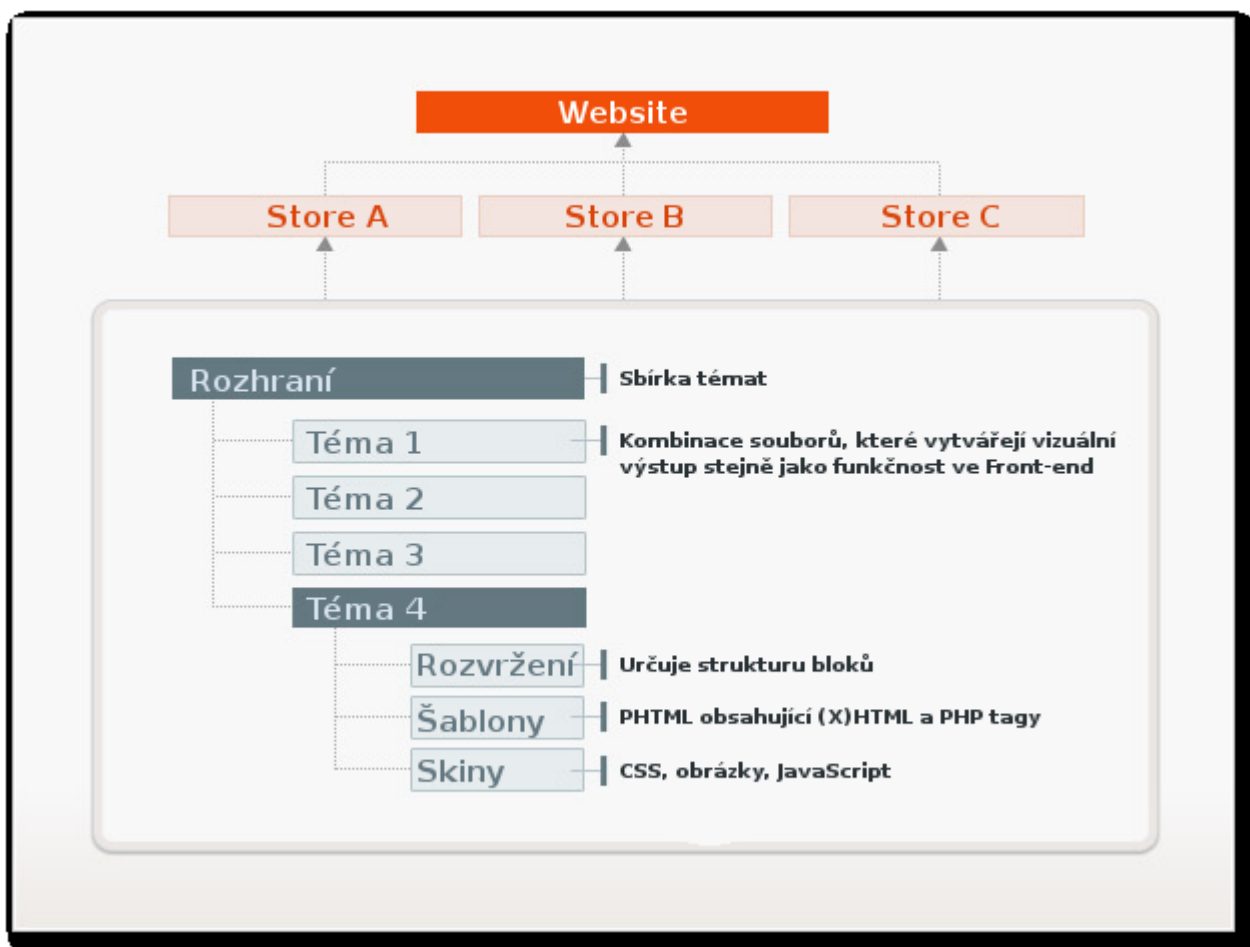 Website
Store A
Store B
Store C
Rozhraní
Sbírka témat
Téma 1
Kombinace souborů, které vytvářejí vizuální
výstup stejně jako funkčnost ve Front-end
Téma 2
Téma 3
Téma 4
Rozvržení
Určuje strukturu bloků
Šablony
PHTML obsahující (X)HTML a PHP tagy
Skiny
CSS, obrázky, JavaScript